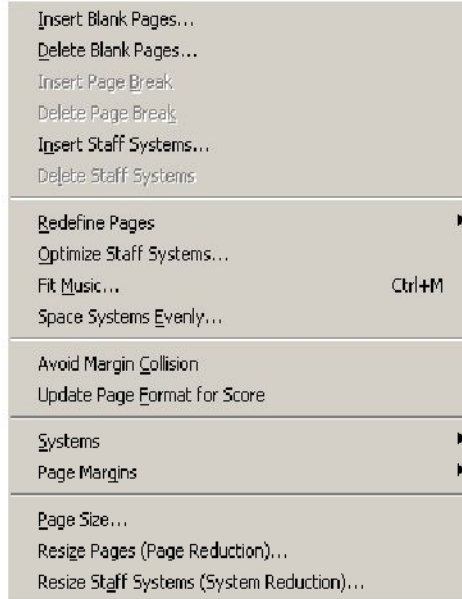 Insert Blank Pages...
Delete Blank Pages...
Insert Page Break
Delete Page Break
Insert Staff Systems...
Delete Staff Systems
Redefine Pages
Optimize Staff Systems...
Fit Music... Ctrl+M
Space Systems Evenly...
Avoid Margin Collision
Update Page Format for Score
Systems
Page Margins
Page Size...
Resize Pages (Page Reduction)...
Resize Staff Systems (System Reduction)...